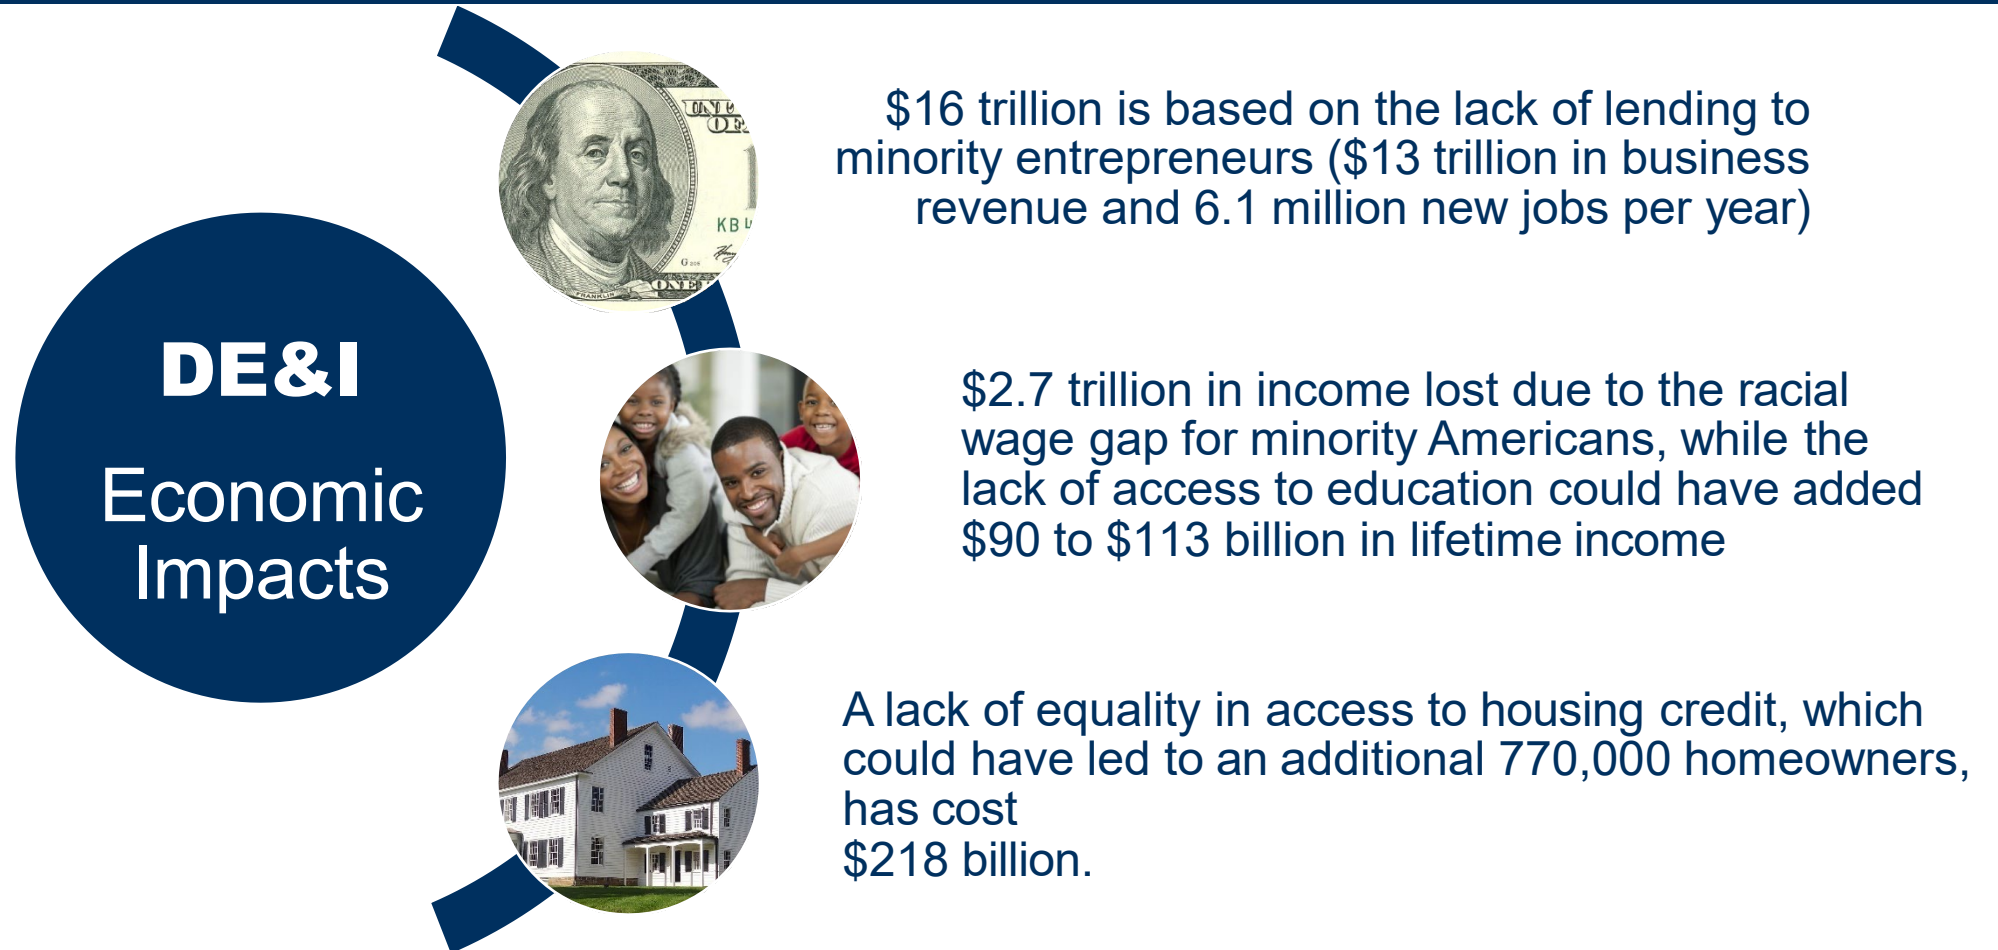 DE&I
Economic
Impacts
$16 trillion is based on the lack of lending to
minority entrepreneurs ($13 trillion in business
revenue and 6.1 million new jobs per year)
$2.7 trillion in income lost due to the racial
wage gap for minority Americans, while the
lack of access to education could have added
$90 to $113 billion in lifetime income
A lack of equality in access to housing credit, which
could have led to an additional 770,000 homeowners,
has cost
$218 billion.
KB
FRANKLIN
ONE